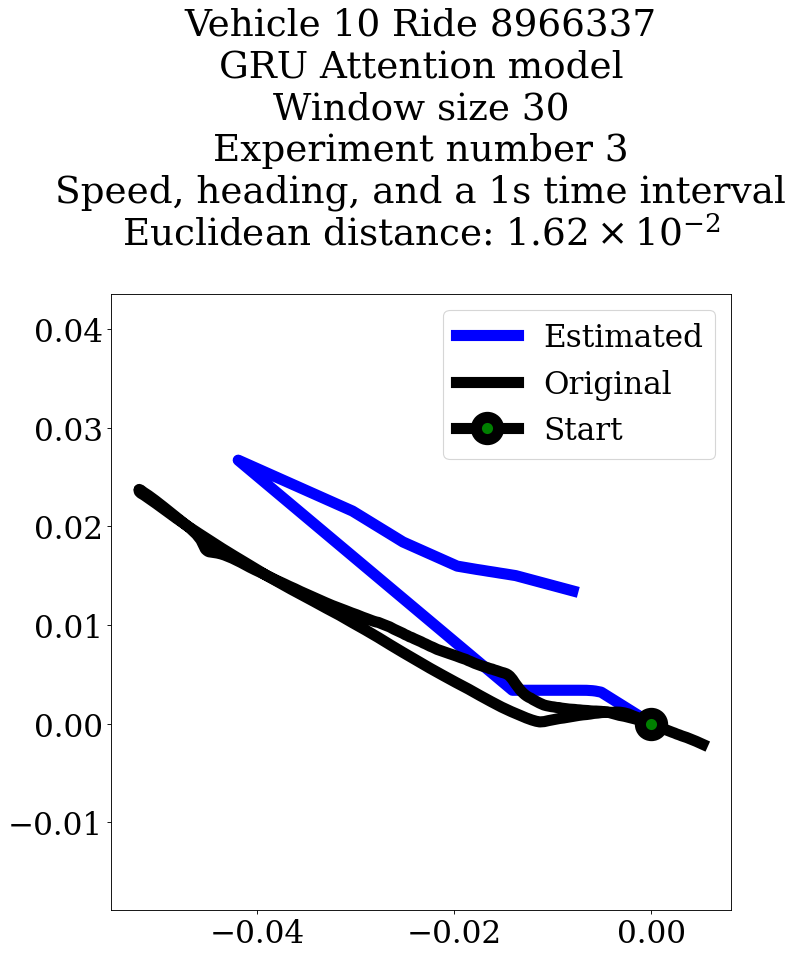 Vehicle 10 Ride 8966337
GRU Attention model
Window size 30
Experiment number 3
Speed, heading, and a 1s time interval
Euclidean distance: 1.62 × 10⁻²
Estimated
Original
Start
0.04
0.03
0.02
0.01
0.00
−0.01
−0.04
−0.02
0.00